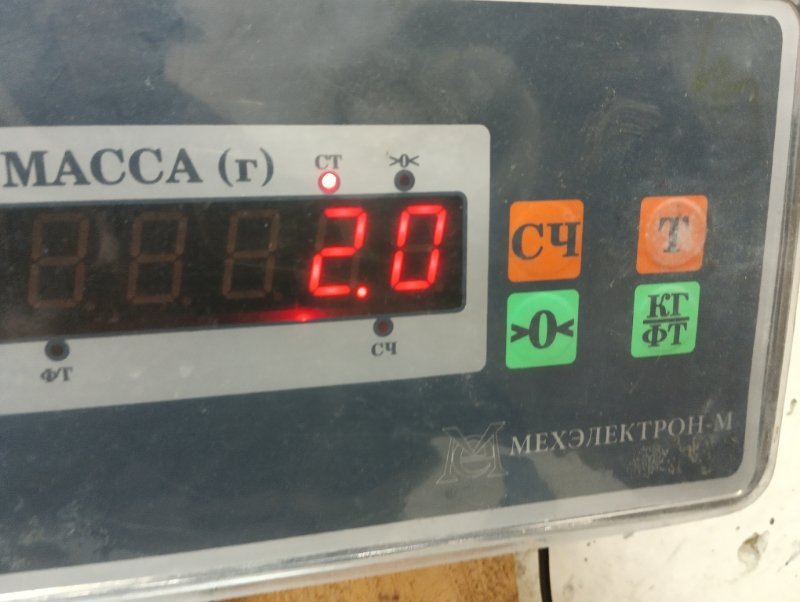 МАССА (г)
СТ
>0<
2.0
ФТ
СЧ
СЧ
Т
>0<
КГ
ФТ
МЕХЭЛЕКТРОН-М